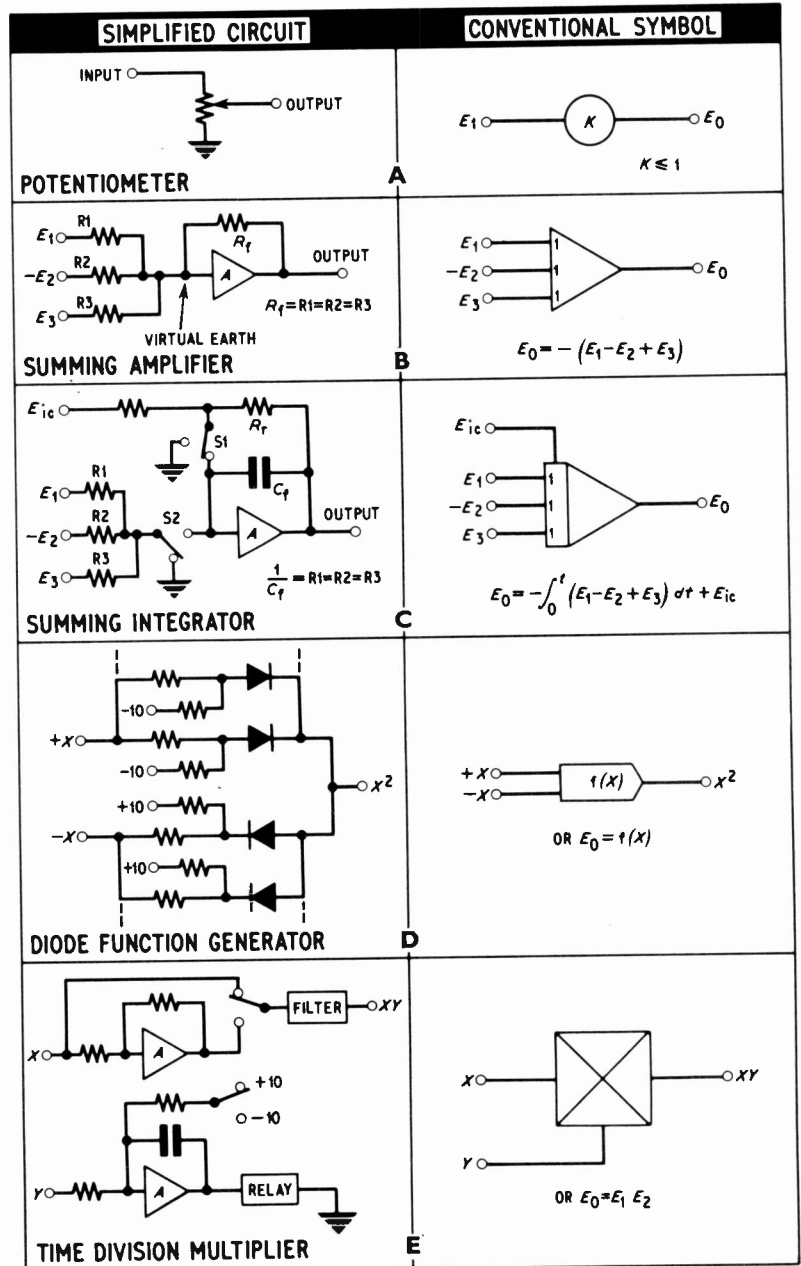 SIMPLIFIED CIRCUIT
CONVENTIONAL SYMBOL
INPUT
OUTPUT
POTENTIOMETER
A
E1
K
E0
K ≤ 1
E1
R1
-E2
R2
E3
R3
Rf
A
OUTPUT
Rf=R1=R2=R3
VIRTUAL EARTH
SUMMING AMPLIFIER
B
E1
1
-E2
1
E3
1
E0
E0 = - (E1-E2+E3)
Eic
Rr
S1
Cf
E1
R1
-E2
R2
E3
R3
S2
A
OUTPUT
1/Cf = R1=R2=R3
SUMMING INTEGRATOR
C
Eic
E1
1
-E2
1
E3
1
E0
E0 = -∫0t (E1-E2+E3) dt + Eic
-10
+X
-10
X2
+10
-X
+10
DIODE FUNCTION GENERATOR
D
+X
-X
f(X)
X2
OR E0 = f(X)
X
A
FILTER
XY
+10
-10
Y
A
RELAY
TIME DIVISION MULTIPLIER
E
X
XY
Y
OR E0=E1 E2